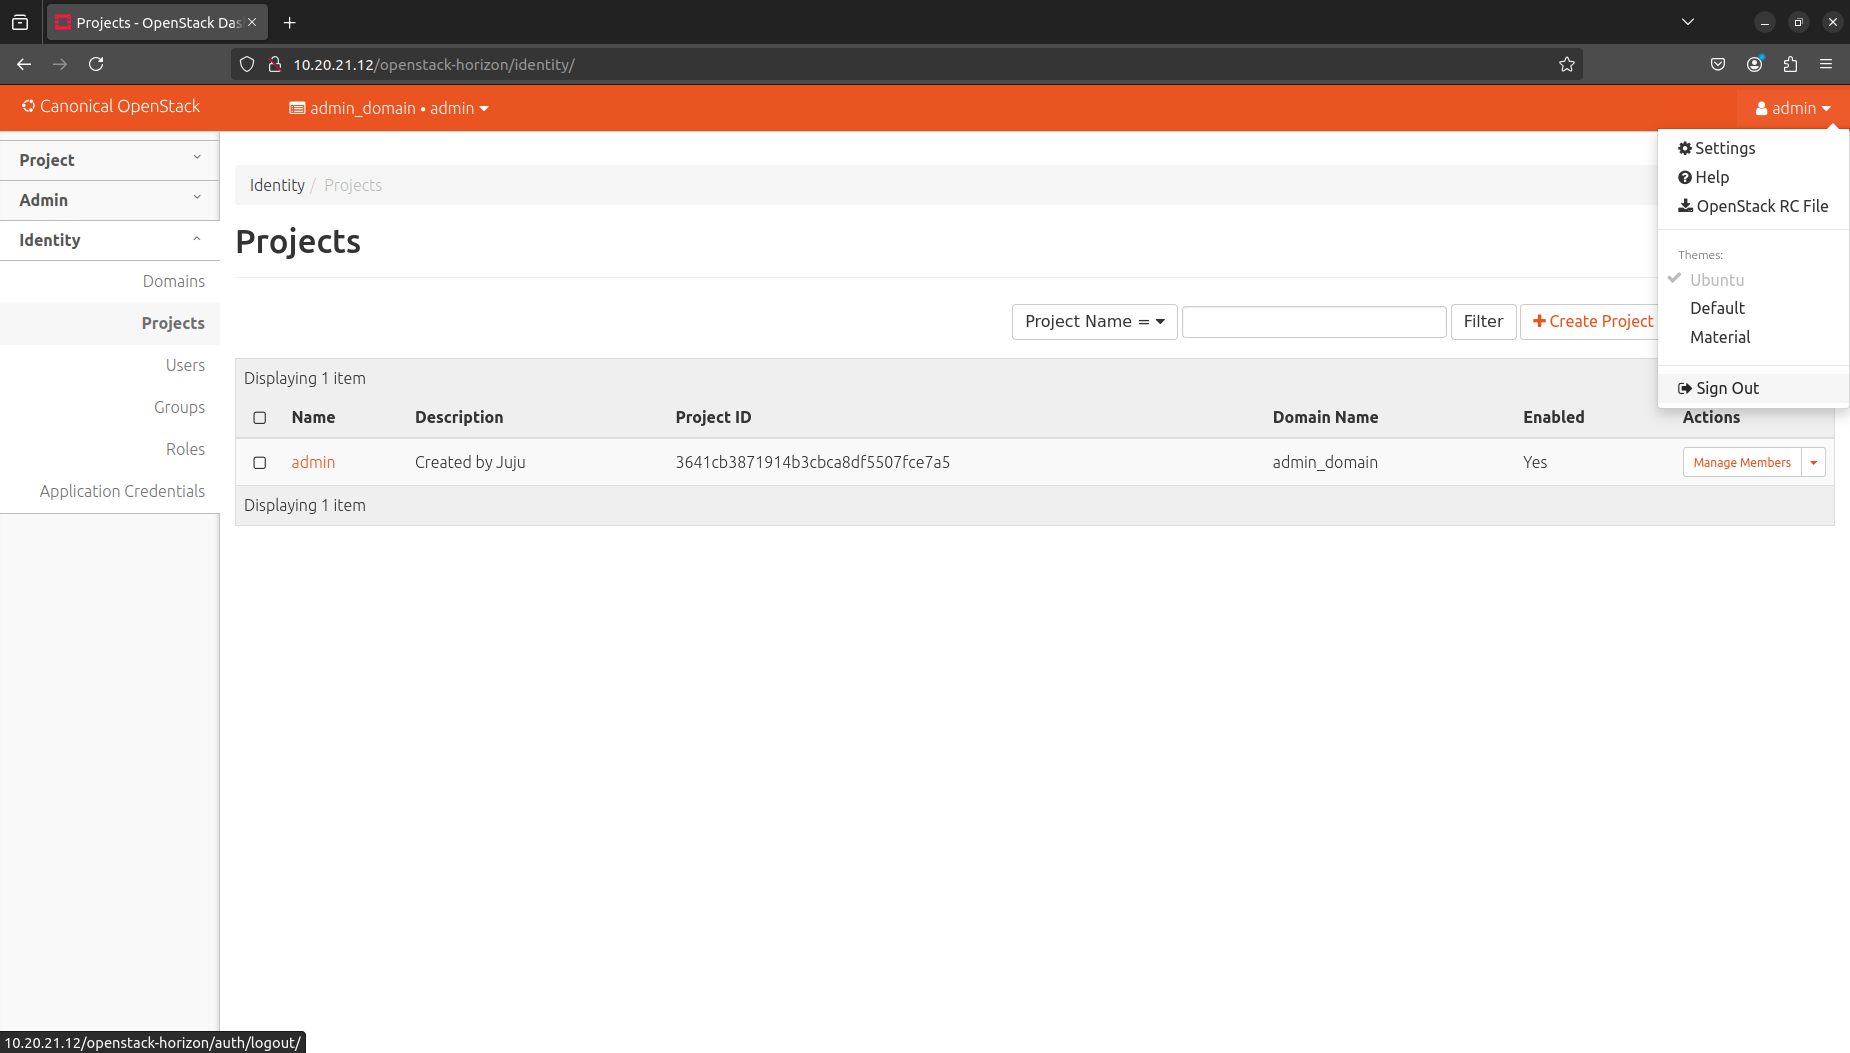 Projects - OpenStack Das
10.20.21.12/openstack-horizon/identity/
Canonical OpenStack
admin_domain • admin
admin
Settings
Help
OpenStack RC File
Themes:
Ubuntu
Default
Material
Sign Out
Project
Admin
Identity
Domains
Projects
Users
Groups
Roles
Application Credentials
Identity / Projects
Projects
Project Name =
Filter
Create Project
Displaying 1 item
Name Description Project ID Domain Name Enabled Actions
admin Created by Juju 3641cb3871914b3cbca8df5507fce7a5 admin_domain Yes Manage Members
Displaying 1 item
10.20.21.12/openstack-horizon/auth/logout/